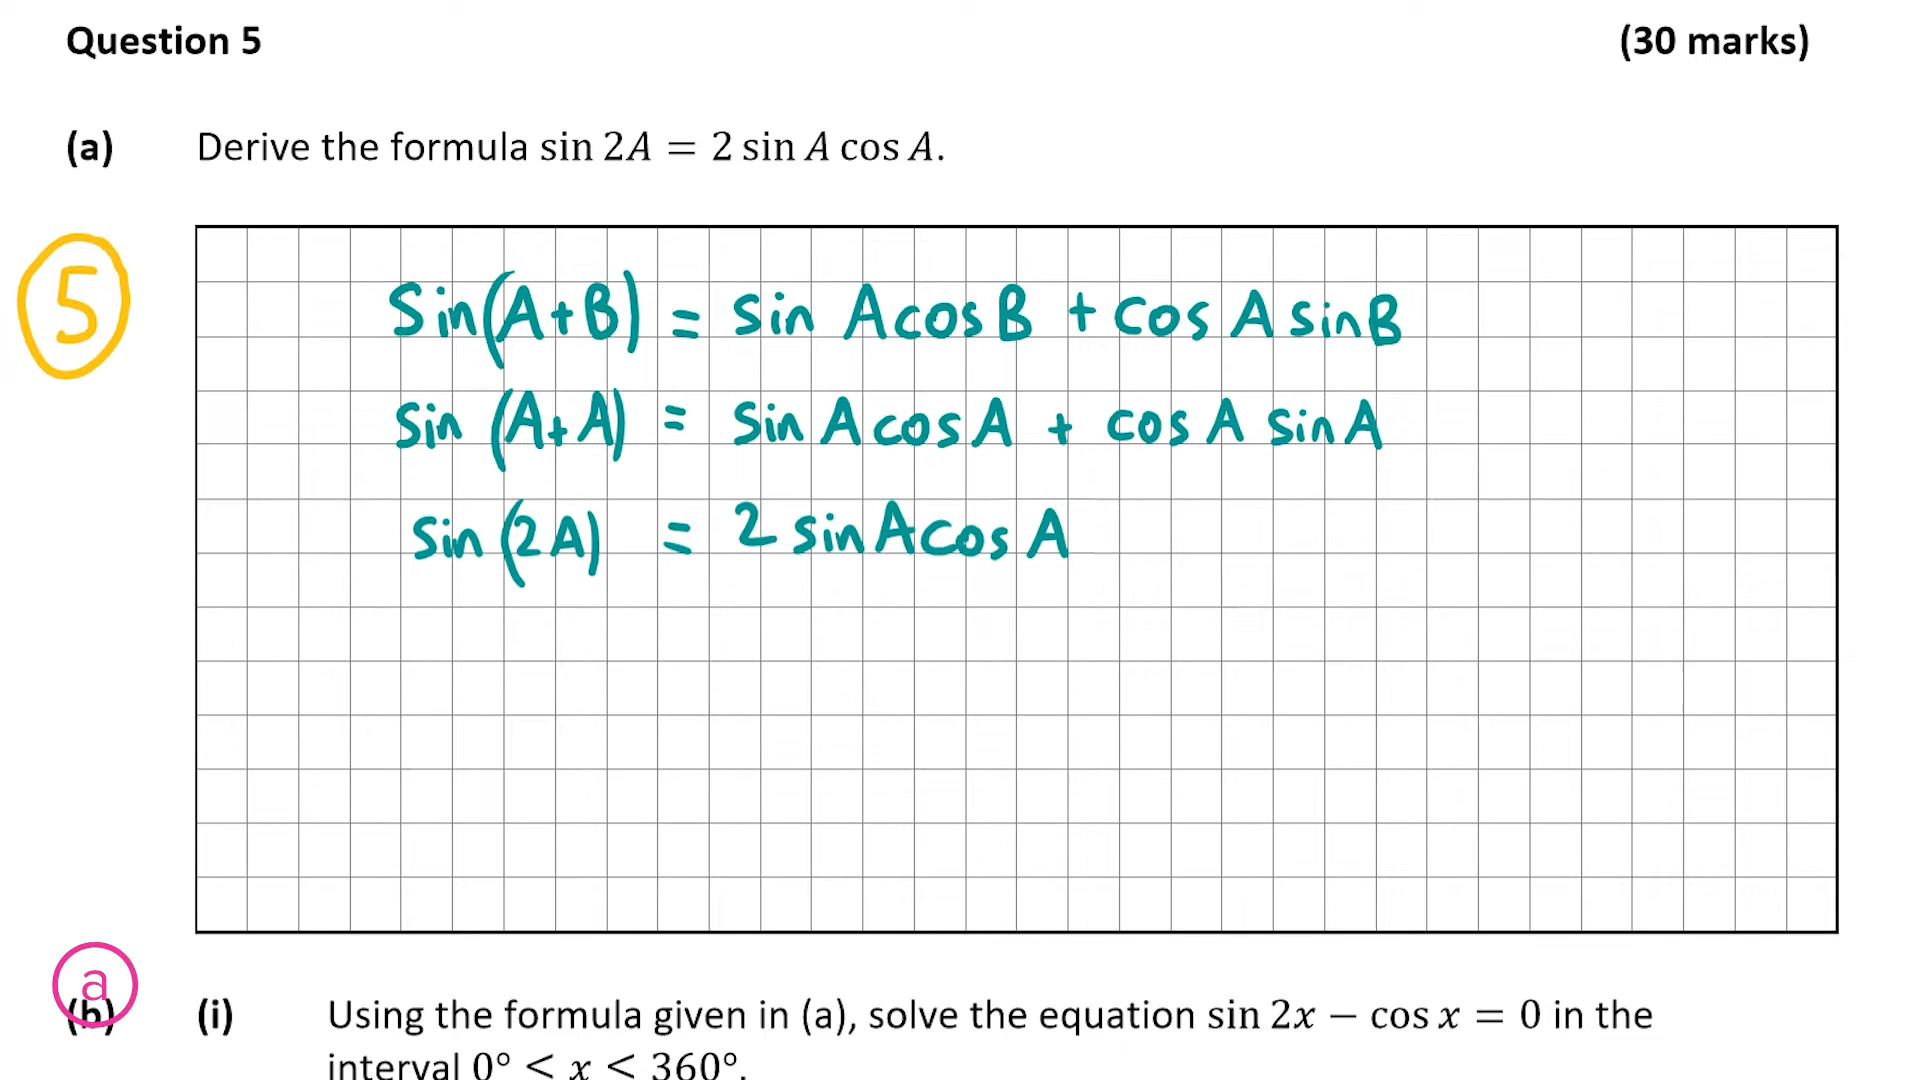 Question 5 (30 marks)
(a) Derive the formula sin 2A = 2 sin A cos A.
5
Sin(A+B) = sin A cos B + cos A sin B
sin (A+A) = sin A cos A + cos A sin A
sin (2A) = 2 sin A cos A
a
(b) (i) Using the formula given in (a), solve the equation sin 2x − cos x = 0 in the
interval 0° < x < 360°.